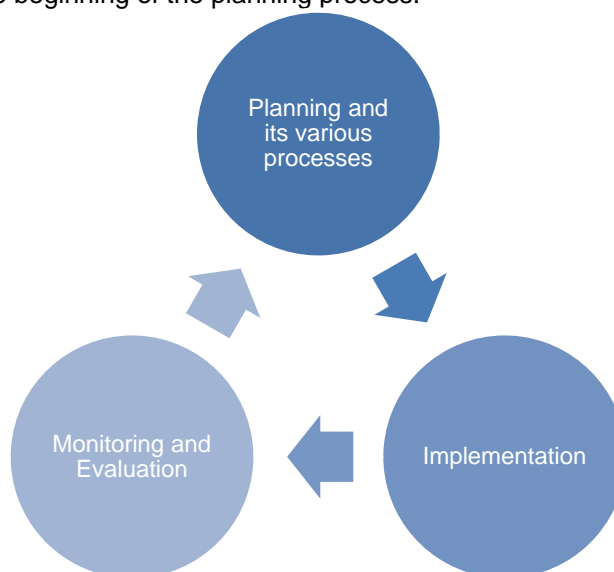 beginning of the planning process.
Planning and
its various
processes
Monitoring and
Evaluation
Implementation